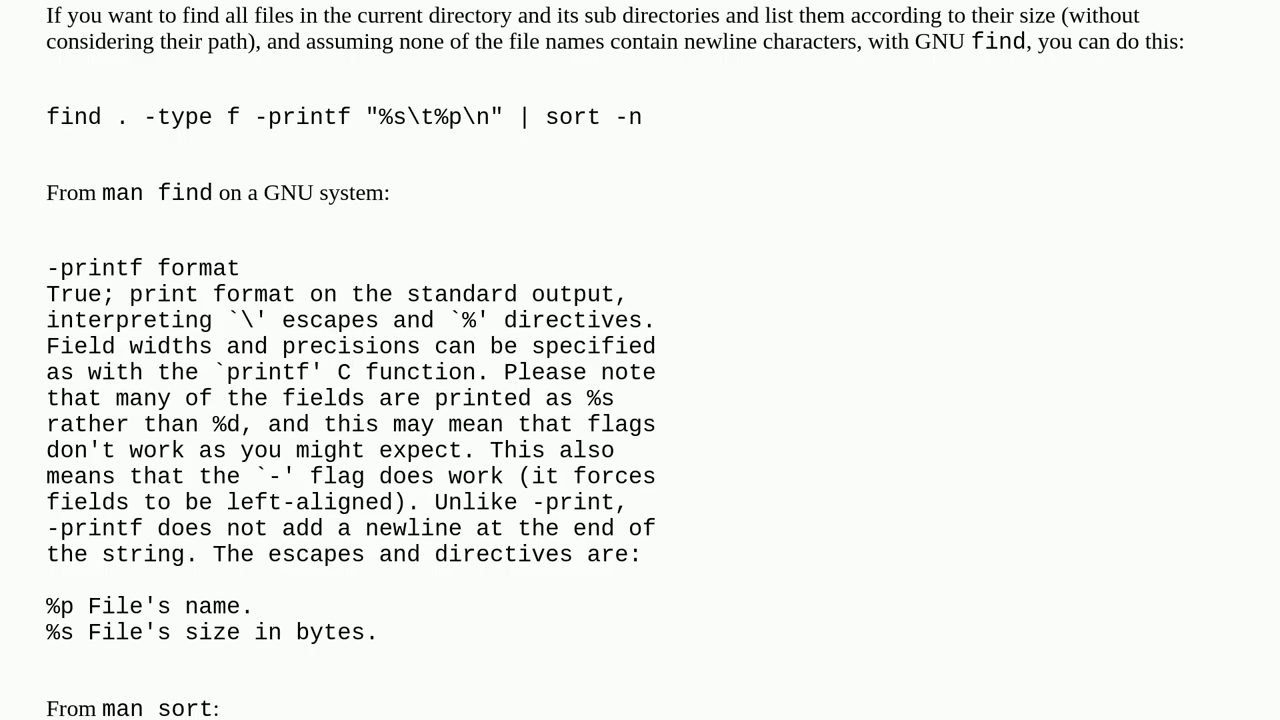 If you want to find all files in the current directory and its sub directories and list them according to their size (without
considering their path), and assuming none of the file names contain newline characters, with GNU find, you can do this:
find . -type f -printf "%s\t%p\n" | sort -n
From man find on a GNU system:
-printf format
True; print format on the standard output,
interpreting `\' escapes and `%' directives.
Field widths and precisions can be specified
as with the `printf' C function. Please note
that many of the fields are printed as %s
rather than %d, and this may mean that flags
don't work as you might expect. This also
means that the `-' flag does work (it forces
fields to be left-aligned). Unlike -print,
-printf does not add a newline at the end of
the string. The escapes and directives are:
%p File's name.
%s File's size in bytes.
From man sort: